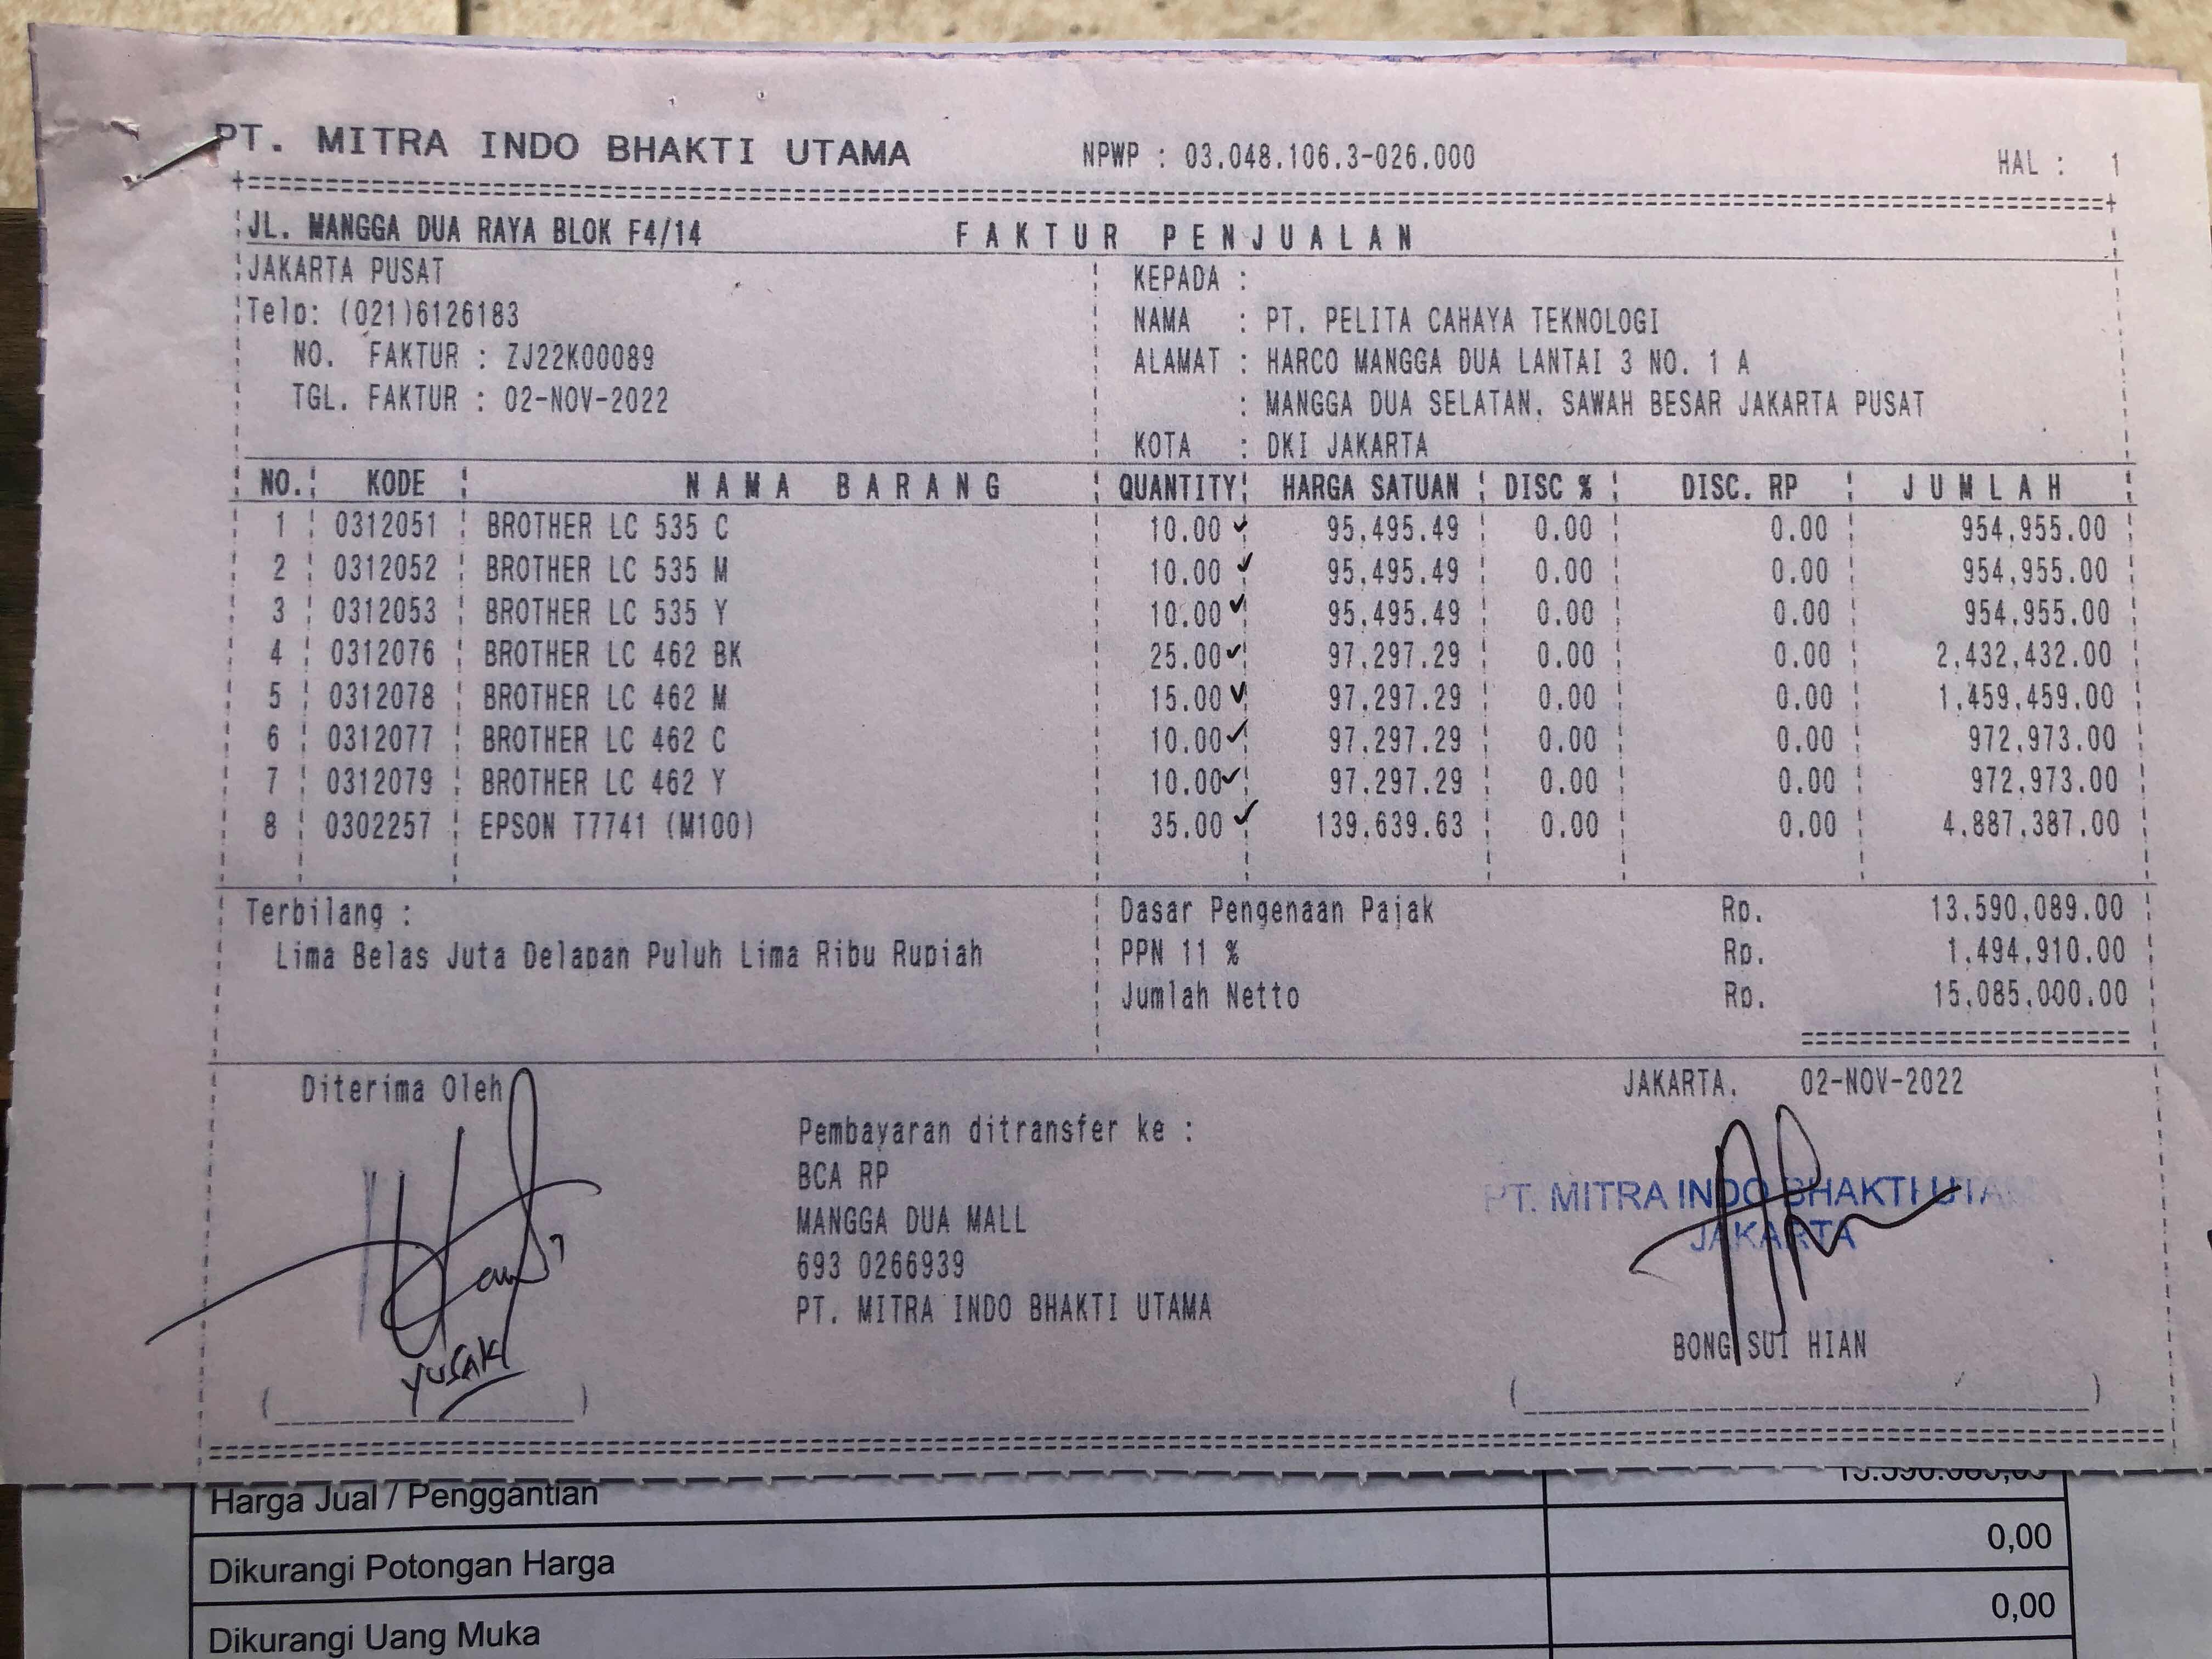 PT. MITRA INDO BHAKTI UTAMA NPWP : 03.048.106.3-026.000 HAL : 1
JL. MANGGA DUA RAYA BLOK F4/14 FAKTUR PENJUALAN
JAKARTA PUSAT
Telp: (021)6126183
NO. FAKTUR : ZJ22K00089
TGL. FAKTUR : 02-NOV-2022
KEPADA :
NAMA : PT. PELITA CAHAYA TEKNOLOGI
ALAMAT : HARCO MANGGA DUA LANTAI 3 NO. 1 A
: MANGGA DUA SELATAN, SAWAH BESAR JAKARTA PUSAT
KOTA : DKI JAKARTA
NO. KODE NAMA BARANG QUANTITY HARGA SATUAN DISC % DISC. RP JUMLAH
1 0312051 BROTHER LC 535 C 10.00 95,495.49 0.00 0.00 954,955.00
2 0312052 BROTHER LC 535 M 10.00 95,495.49 0.00 0.00 954,955.00
3 0312053 BROTHER LC 535 Y 10.00 95,495.49 0.00 0.00 954,955.00
4 0312076 BROTHER LC 462 BK 25.00 97,297.29 0.00 0.00 2,432,432.00
5 0312078 BROTHER LC 462 M 15.00 97,297.29 0.00 0.00 1,459,459.00
6 0312077 BROTHER LC 462 C 10.00 97,297.29 0.00 0.00 972,973.00
7 0312079 BROTHER LC 462 Y 10.00 97,297.29 0.00 0.00 972,973.00
8 0302257 EPSON T7741 (M100) 35.00 139,639.63 0.00 0.00 4,887,387.00
Terbilang :
Lima Belas Juta Delapan Puluh Lima Ribu Rupiah
Dasar Pengenaan Pajak Rp. 13,590,089.00
PPN 11 % Rp. 1,494,910.00
Jumlah Netto Rp. 15,085,000.00
Diterima Oleh
YUSAK
Pembayaran ditransfer ke :
BCA RP
MANGGA DUA MALL
693 0266939
PT. MITRA INDO BHAKTI UTAMA
JAKARTA, 02-NOV-2022
PT. MITRA INDO BHAKTI UTAMA
JAKARTA
BONG SUI HIAN
Harga Jual / Penggantian
Dikurangi Potongan Harga 0,00
Dikurangi Uang Muka 0,00